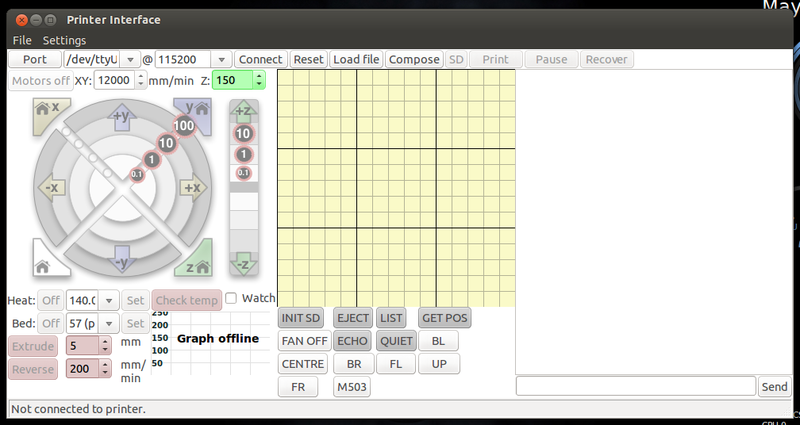 May
Printer Interface
File Settings
Port /dev/ttyU @ 115200 Connect Reset Load file Compose SD Print Pause Recover
Motors off XY: 12000 mm/min Z: 150
x +y y 100 +z
10 10
1 1
0.1 0.1
-x +x
-y z -z
Heat: Off 140.0 Set Check temp Watch
Bed: Off 57 (p Set
250
200
150
100
50
Graph offline
Extrude 5 mm
Reverse 200 mm/
min
INIT SD EJECT LIST GET POS
FAN OFF ECHO QUIET BL
CENTRE BR FL UP
FR M503
Send
Not connected to printer.